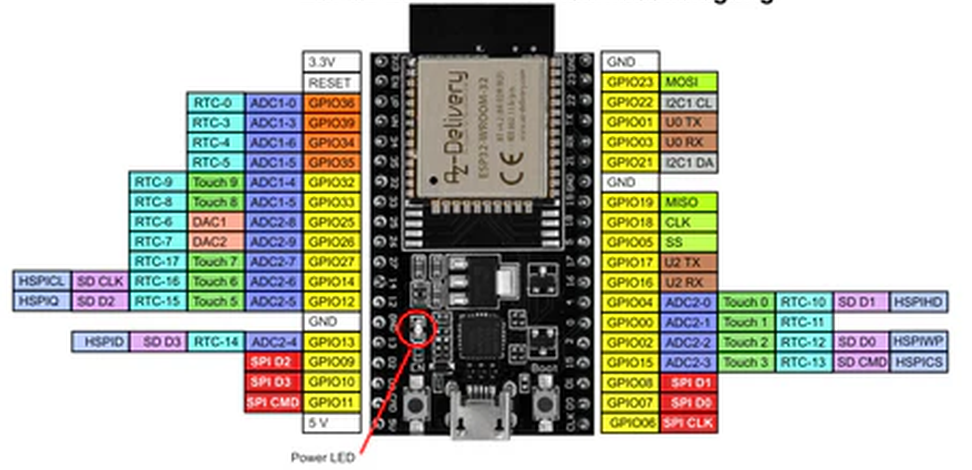 3.3V
RESET
RTC-0 ADC1-0 GPIO36
RTC-3 ADC1-3 GPIO39
RTC-4 ADC1-6 GPIO34
RTC-5 ADC1-5 GPIO35
RTC-9 Touch 9 ADC1-4 GPIO32
RTC-8 Touch 8 ADC1-5 GPIO33
RTC-6 DAC1 ADC2-8 GPIO25
RTC-7 DAC2 ADC2-9 GPIO26
RTC-17 Touch 7 ADC2-7 GPIO27
HSPICL SD CLK RTC-16 Touch 6 ADC2-6 GPIO14
HSPIQ SD D2 RTC-15 Touch 5 ADC2-5 GPIO12
GND
HSPID SD D3 RTC-14 ADC2-4 GPIO13
SPI D2 GPIO09
SPI D3 GPIO10
SPI CMD GPIO11
5 V
Power LED
Az-Delivery
ESP32-WROOM-32
CE
Boot
GND
GPIO23 MOSI
GPIO22 I2C1 CL
GPIO01 U0 TX
GPIO03 U0 RX
GPIO21 I2C1 DA
GND
GPIO19 MISO
GPIO18 CLK
GPIO05 SS
GPIO17 U2 TX
GPIO16 U2 RX
GPIO04 ADC2-0 Touch 0 RTC-10 SD D1 HSPIHD
GPIO00 ADC2-1 Touch 1 RTC-11
GPIO02 ADC2-2 Touch 2 RTC-12 SD D0 HSPIWP
GPIO15 ADC2-3 Touch 3 RTC-13 SD CMD HSPICS
GPIO08 SPI D1
GPIO07 SPI D0
GPIO06 SPI CLK